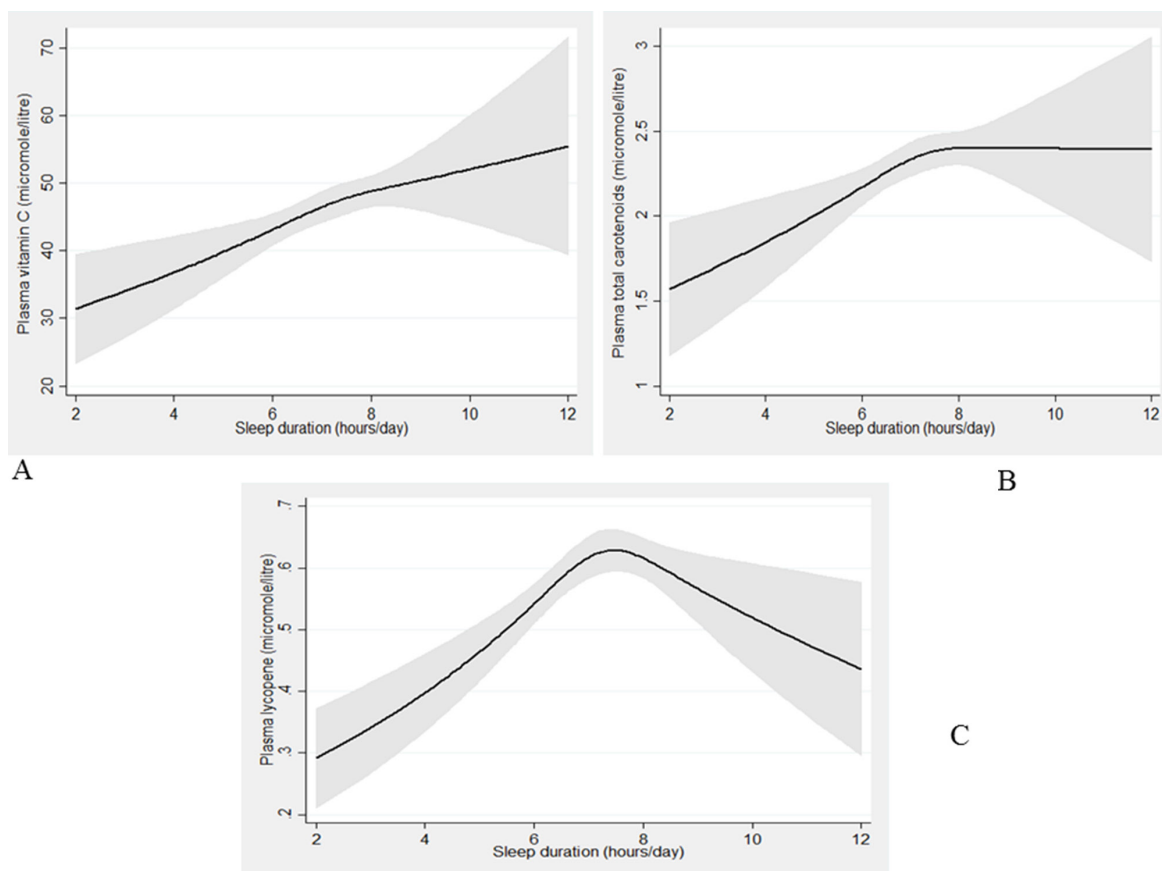 Plasma vitamin C (micromole/litre)
70
60
50
40
30
20
2 4 6 8 10 12
Sleep duration (hours/day)
A
Plasma total carotenoids (micromole/litre)
3
2.5
2
1.5
1
2 4 6 8 10 12
Sleep duration (hours/day)
B
Plasma lycopene (micromole/litre)
.7
.6
.5
.4
.3
.2
2 4 6 8 10 12
Sleep duration (hours/day)
C